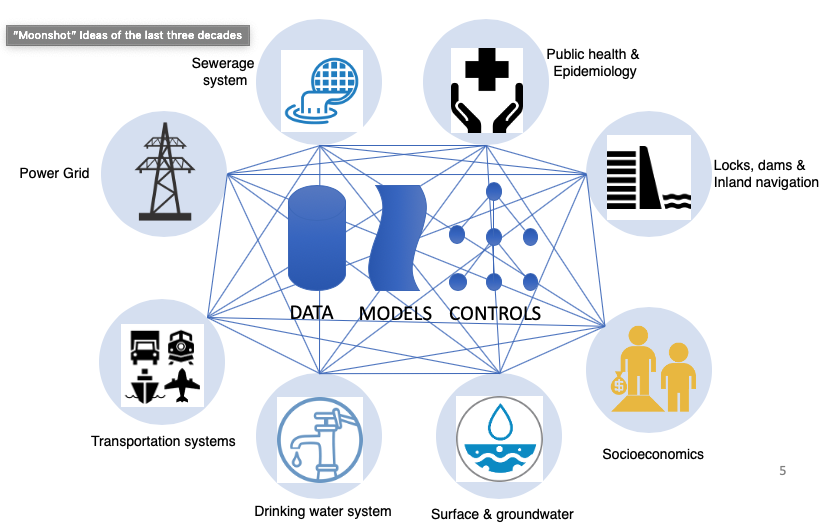 "Moonshot" Ideas of the last three decades
Sewerage
system
Public health &
Epidemiology
Power Grid
Locks, dams &
Inland navigation
DATA
MODELS
CONTROLS
$
Transportation systems
Socioeconomics
Drinking water system
Surface & groundwater
5